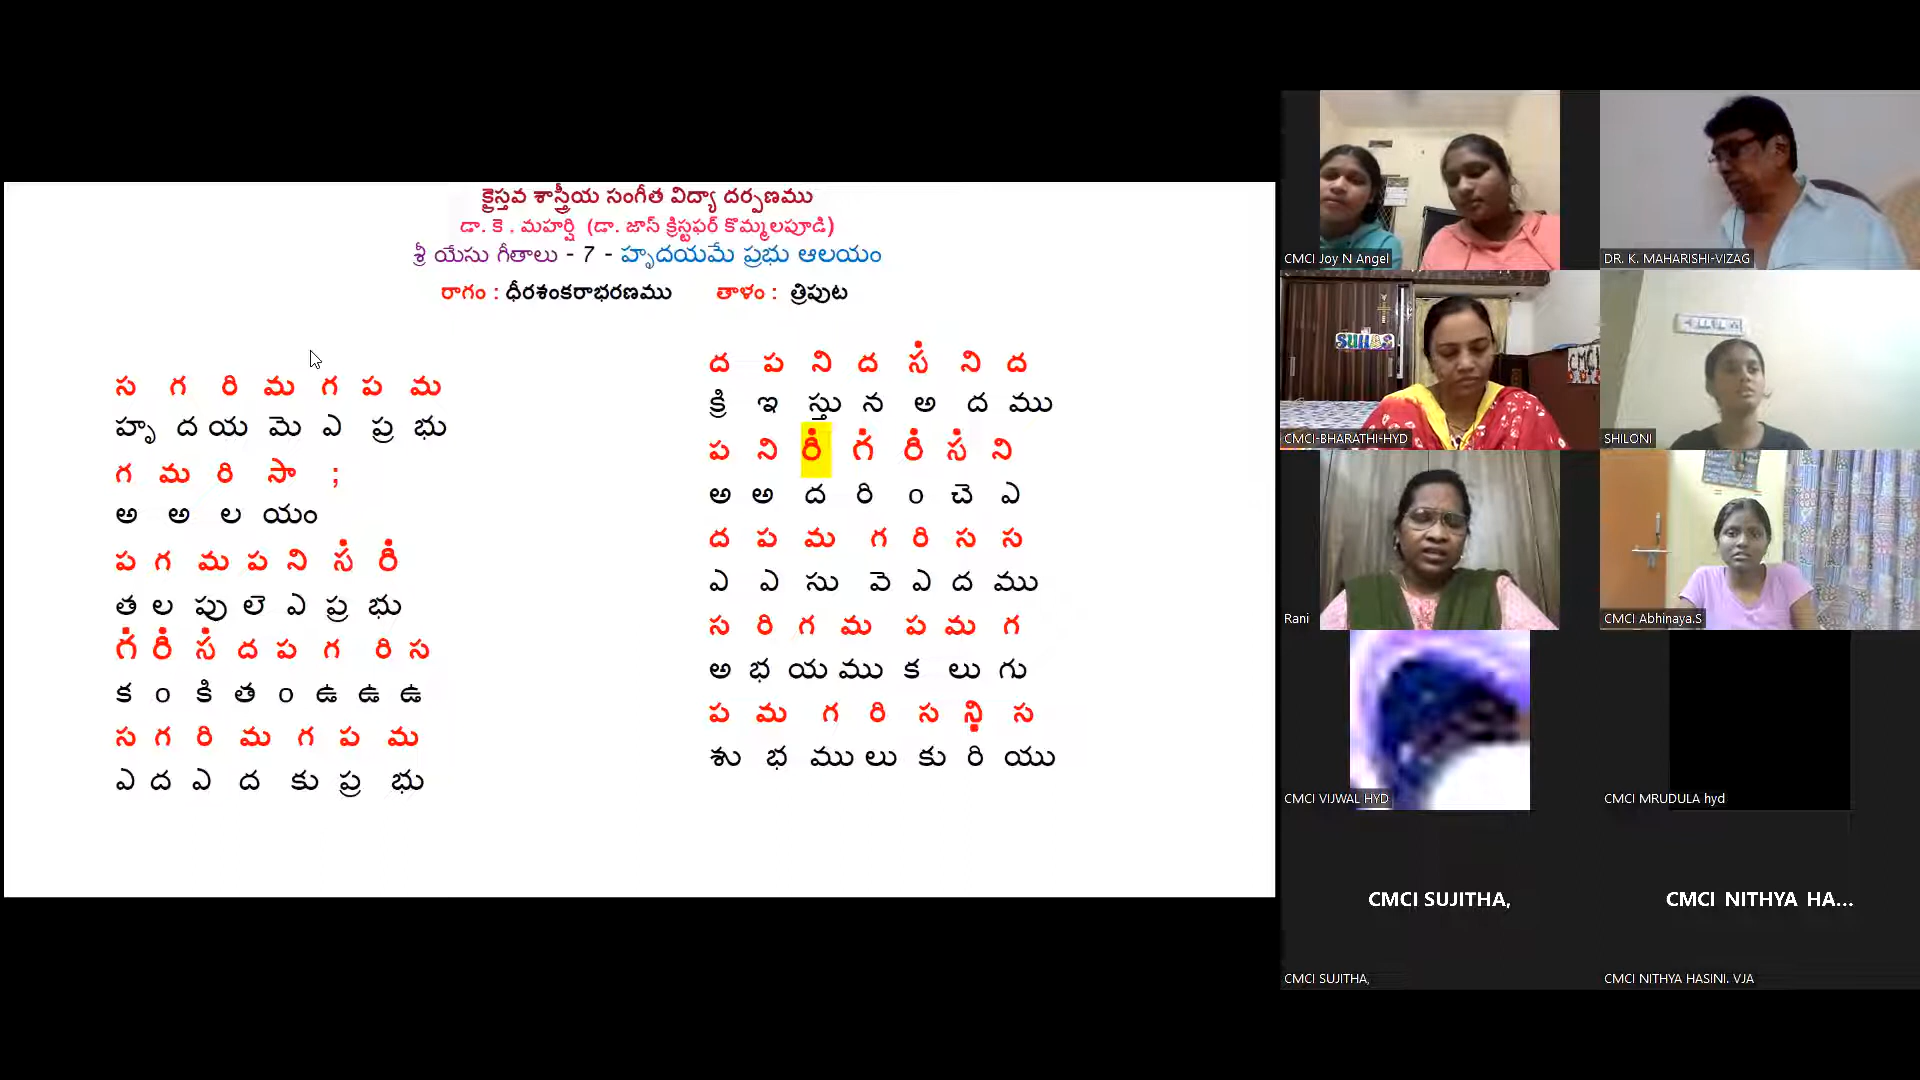 క్రైస్తవ శాస్త్రీయ సంగీత విద్యా దర్పణము
డా. కె . మహర్షి (డా. జాస్ క్రిస్టఫర్ కొమ్మలపూడి)
శ్రీ యేసు గీతాలు - 7 - హృదయమే ప్రభు ఆలయం
రాగం : ధీరశంకరాభరణము తాళం : త్రిపుట
స గ రి మ గ ప మ
హృ ద య మె ఎ ప్ర భు
గ మ రి సా ;
అ అ ల యం
ప గ మ ప ని స̇ రి̇
త ల పు లె ఎ ప్ర భు
గ̇ రి̇ స̇ ద ప గ రి స
క ం కి త ం ఉ ఉ ఉ
స గ రి మ గ ప మ
ఎ ద ఎ ద కు ప్ర భు
ద ప ని ద స̇ ని ద
క్రి ఇ స్తు న అ ద ము
ప ని రి̇ గ̇ రి̇ స̇ ని
అ అ ద రి ం చె ఎ
ద ప మ గ రి స స
ఎ ఎ సు వె ఎ ద ము
స రి గ మ ప మ గ
అ భ య ము క లు గు
ప మ గ రి స ని̣ స
శు భ ము లు కు రి యు
CMCI Joy N Angel
DR. K. MAHARISHI-VIZAG
CMCI-BHARATHI-HYD
SHILONI
Rani
CMCI Abhinaya.S
CMCI VIJWAL HYD
CMCI MRUDULA hyd
CMCI SUJITHA,
CMCI NITHYA HA...
CMCI SUJITHA,
CMCI NITHYA HASINI. VJA